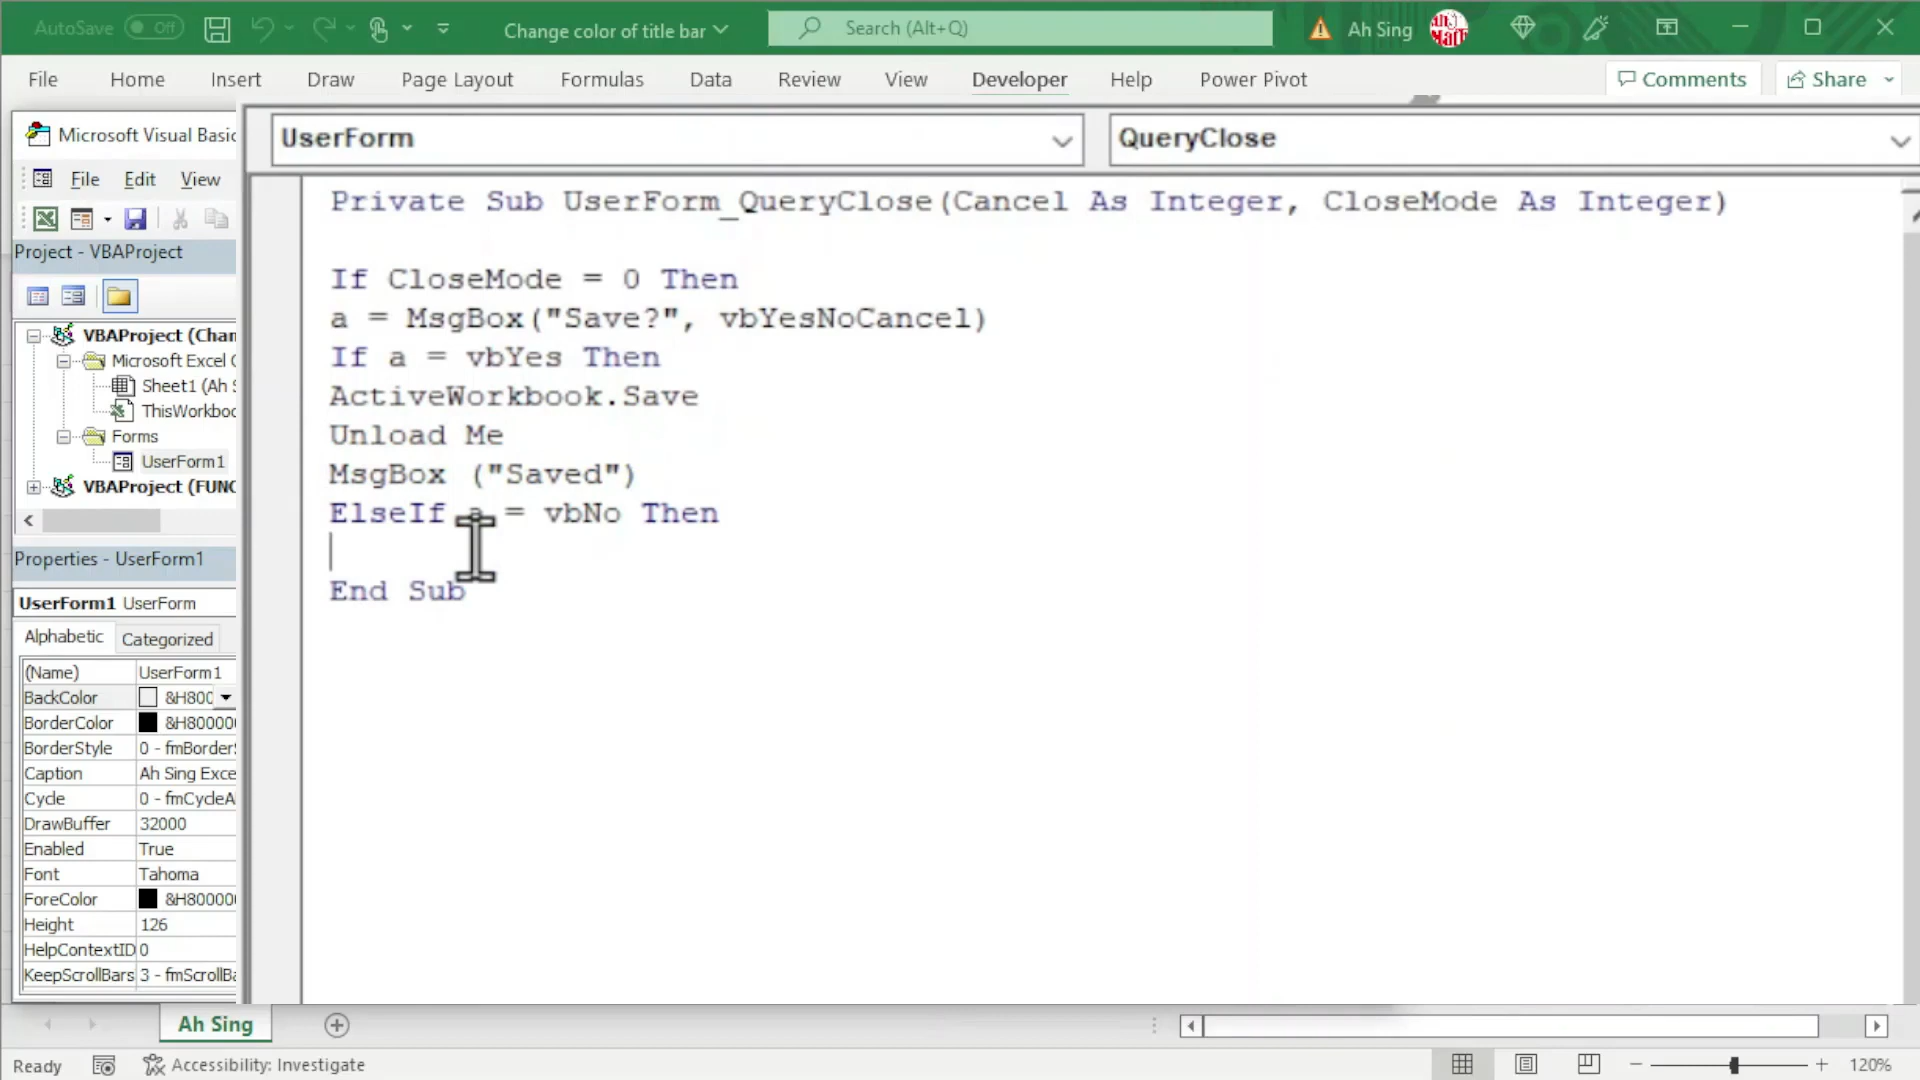 AutoSave Off
Change color of title bar
Search (Alt+Q)
Ah Sing
File Home Insert Draw Page Layout Formulas Data Review View Developer Help Power Pivot
Comments Share
Microsoft Visual Basic
UserForm
QueryClose
File Edit View
Project - VBAProject
VBAProject (Chan
Microsoft Excel O
Sheet1 (Ah S
ThisWorkboo
Forms
UserForm1
VBAProject (FUNC
Properties - UserForm1
UserForm1 UserForm
Alphabetic Categorized
(Name) UserForm1
BackColor &H800
BorderColor &H80000
BorderStyle 0 - fmBorderS
Caption Ah Sing Exce
Cycle 0 - fmCycleA
DrawBuffer 32000
Enabled True
Font Tahoma
ForeColor &H80000
Height 126
HelpContextID 0
KeepScrollBars 3 - fmScrollBa
Private Sub UserForm_QueryClose(Cancel As Integer, CloseMode As Integer)
If CloseMode = 0 Then
a = MsgBox("Save?", vbYesNoCancel)
If a = vbYes Then
ActiveWorkbook.Save
Unload Me
MsgBox ("Saved")
ElseIf a = vbNo Then
End Sub
Ah Sing
Ready
Accessibility: Investigate
120%